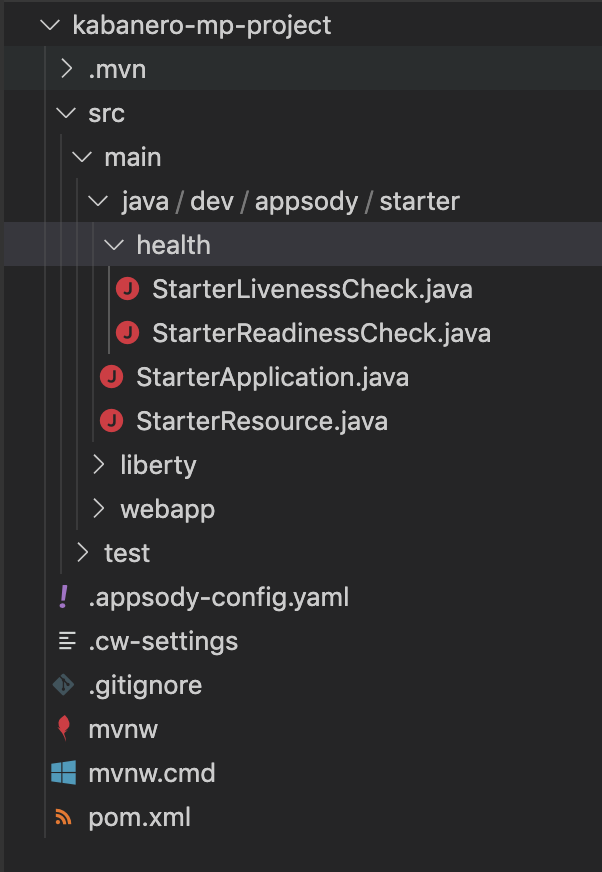 kabanero-mp-project
.mvn
src
main
java / dev / appsody / starter
health
J StarterLivenessCheck.java
J StarterReadinessCheck.java
J StarterApplication.java
J StarterResource.java
liberty
webapp
test
! .appsody-config.yaml
.cw-settings
.gitignore
mvnw
mvnw.cmd
pom.xml